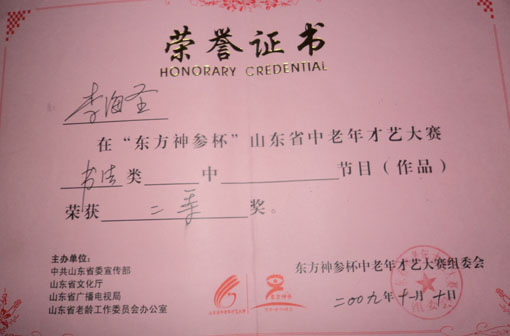 荣誉证书
HONORARY CREDENTIAL
李海圣
在“东方神参杯”山东省中老年才艺大赛
书法类 中 节目（作品）
荣获 二等 奖。
主办单位：
中共山东省委宣传部
山东省文化厅
山东省广播电视局
山东省老龄工作委员会办公室
东方神参杯中老年才艺大赛组委会
二00九年十一月十日